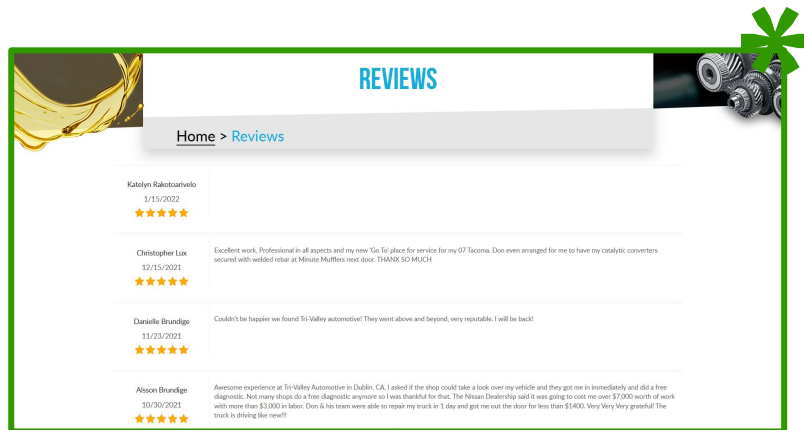 REVIEWS
Home > Reviews
Katelyn Rakotoarivelo
1/15/2022
Christopher Lux
12/15/2021
Excellent work, Professional in all aspects and my new 'Go To' place for service for my 07 Tacoma. Don even arranged for me to have my catalytic converters
secured with welded rebar at Minute Mufflers next door. THANX SO MUCH
Danielle Brundige
11/23/2021
Couldn't be happier we found Tri-Valley automotive! They went above and beyond, very reputable. I will be back!
Alsson Brundige
10/30/2021
Awesome experience at Tri-Valley Automotive in Dublin, CA. I asked if the shop could take a look over my vehicle and they got me in immediately and did a free
diagnostic. Not many shops do a free diagnostic anymore so I was thankful for that. The Nissan Dealership said it was going to cost me over $7,000 worth of work
with more than $3,000 in labor. Don & his team were able to repair my truck in 1 day and got me out the door for less than $1400. Very Very Very grateful! The
truck is driving like new!!!